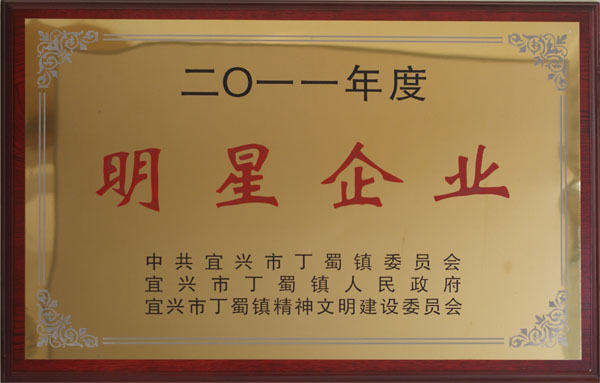 二〇一一年度
明星企业
中共宜兴市丁蜀镇委员会
宜兴市丁蜀镇人民政府
宜兴市丁蜀镇精神文明建设委员会